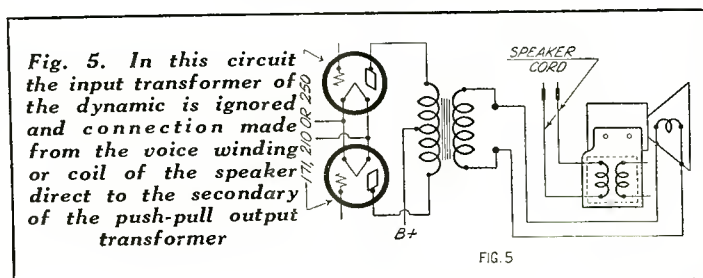 Fig. 5. In this circuit
the input transformer of
the dynamic is ignored
and connection made
from the voice winding
or coil of the speaker
direct to the secondary
of the push-pull output
transformer
171, 210 OR 250
B+
SPEAKER
CORD
FIG. 5